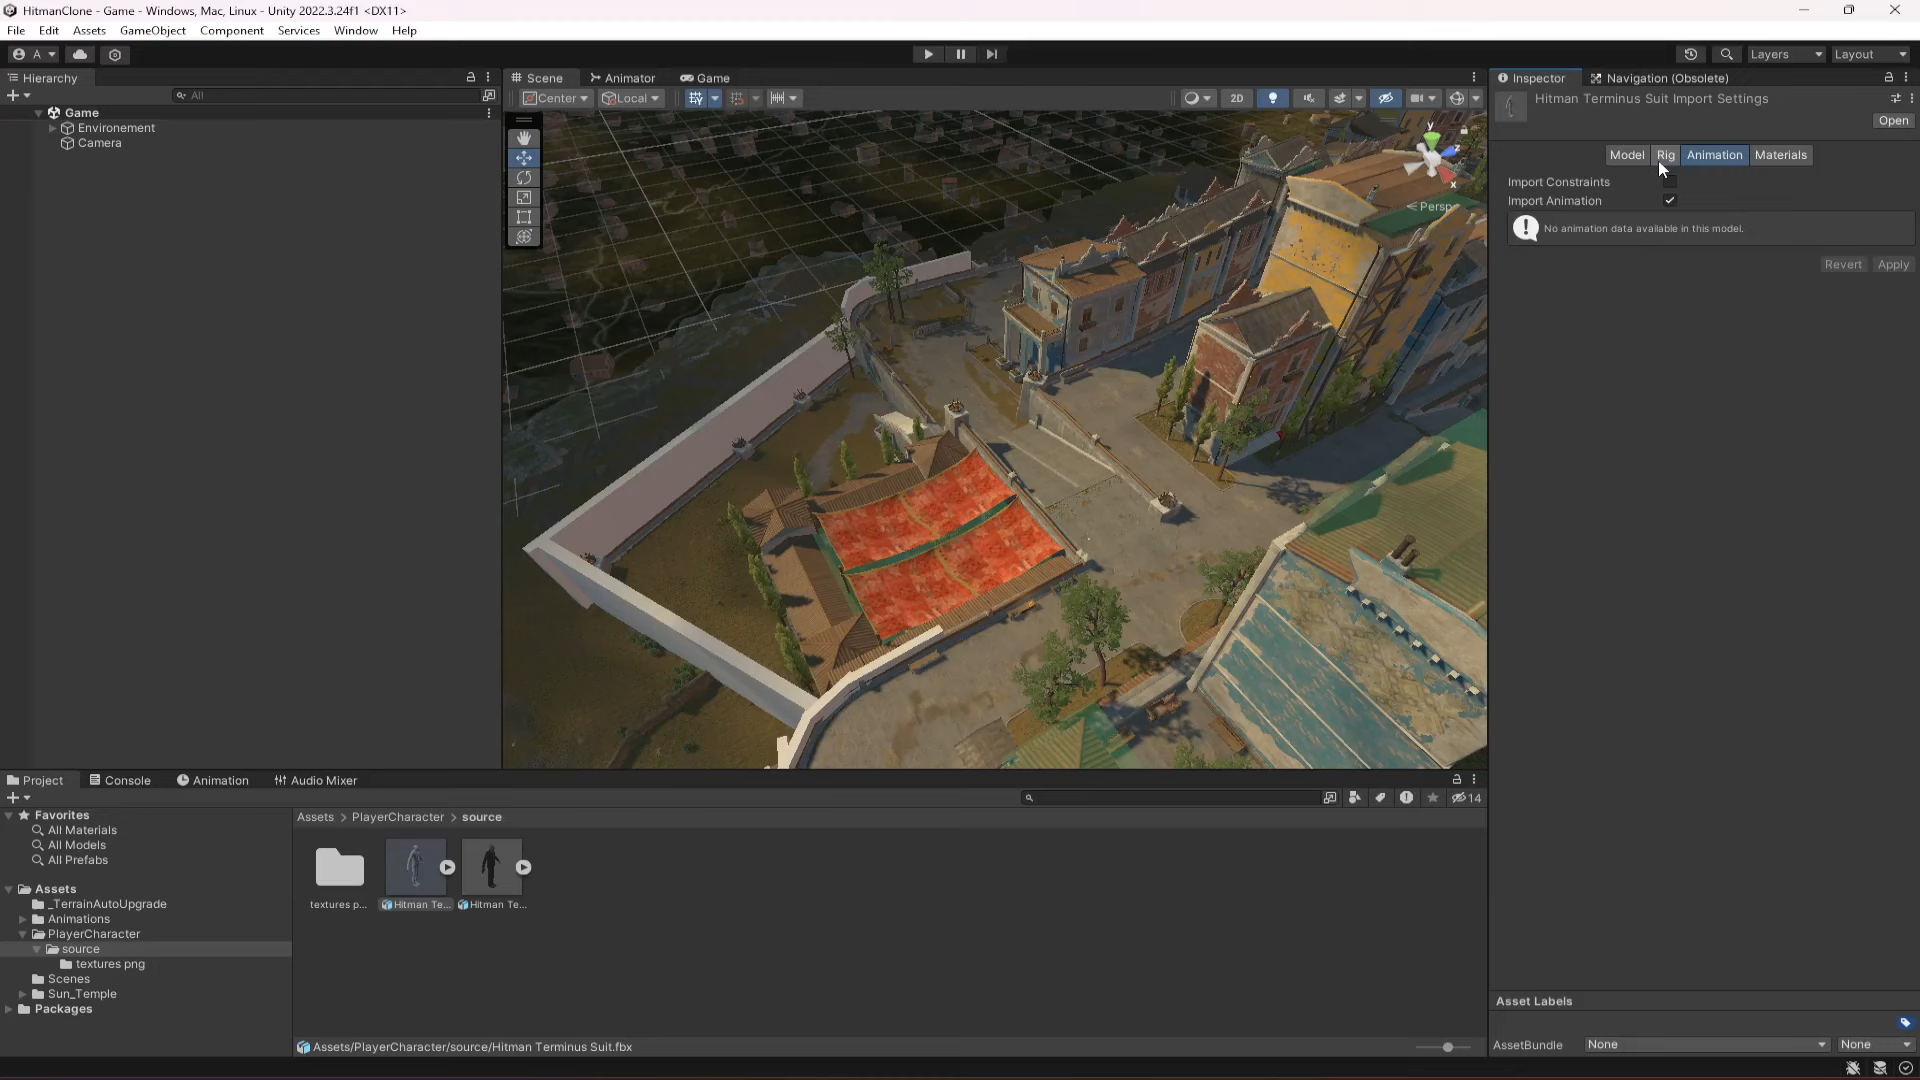 HitmanClone - Game - Windows, Mac, Linux - Unity 2022.3.24f1 <DX11>
File Edit Assets GameObject Component Services Window Help
A Layers Layout
Hierarchy
All
Game
Environement
Camera
Scene Animator Game
Center Local 2D
y
z
x
Persp
Inspector Navigation (Obsolete)
Hitman Terminus Suit Import Settings
Open
Model Rig Animation Materials
Import Constraints
Import Animation
No animation data available in this model.
Revert Apply
Project Console Animation Audio Mixer
14
Favorites
All Materials
All Models
All Prefabs
Assets
_TerrainAutoUpgrade
Animations
PlayerCharacter
source
textures png
Scenes
Sun_Temple
Packages
Assets > PlayerCharacter > source
textures p... Hitman Te... Hitman Te...
Assets/PlayerCharacter/source/Hitman Terminus Suit.fbx
Asset Labels
AssetBundle None None